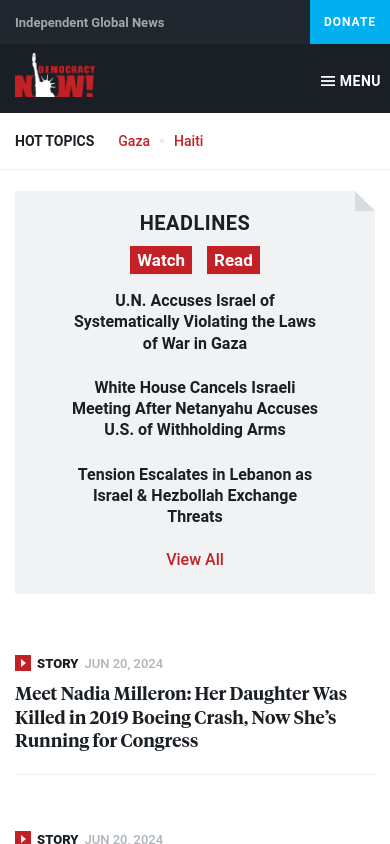 Independent Global News
DONATE
DEMOCRACY
NOW!
MENU
HOT TOPICS
Gaza
Haiti
HEADLINES
Watch
Read
U.N. Accuses Israel of
Systematically Violating the Laws
of War in Gaza
White House Cancels Israeli
Meeting After Netanyahu Accuses
U.S. of Withholding Arms
Tension Escalates in Lebanon as
Israel & Hezbollah Exchange
Threats
View All
STORY JUN 20, 2024
Meet Nadia Milleron: Her Daughter Was
Killed in 2019 Boeing Crash, Now She’s
Running for Congress
STORY JUN 20, 2024